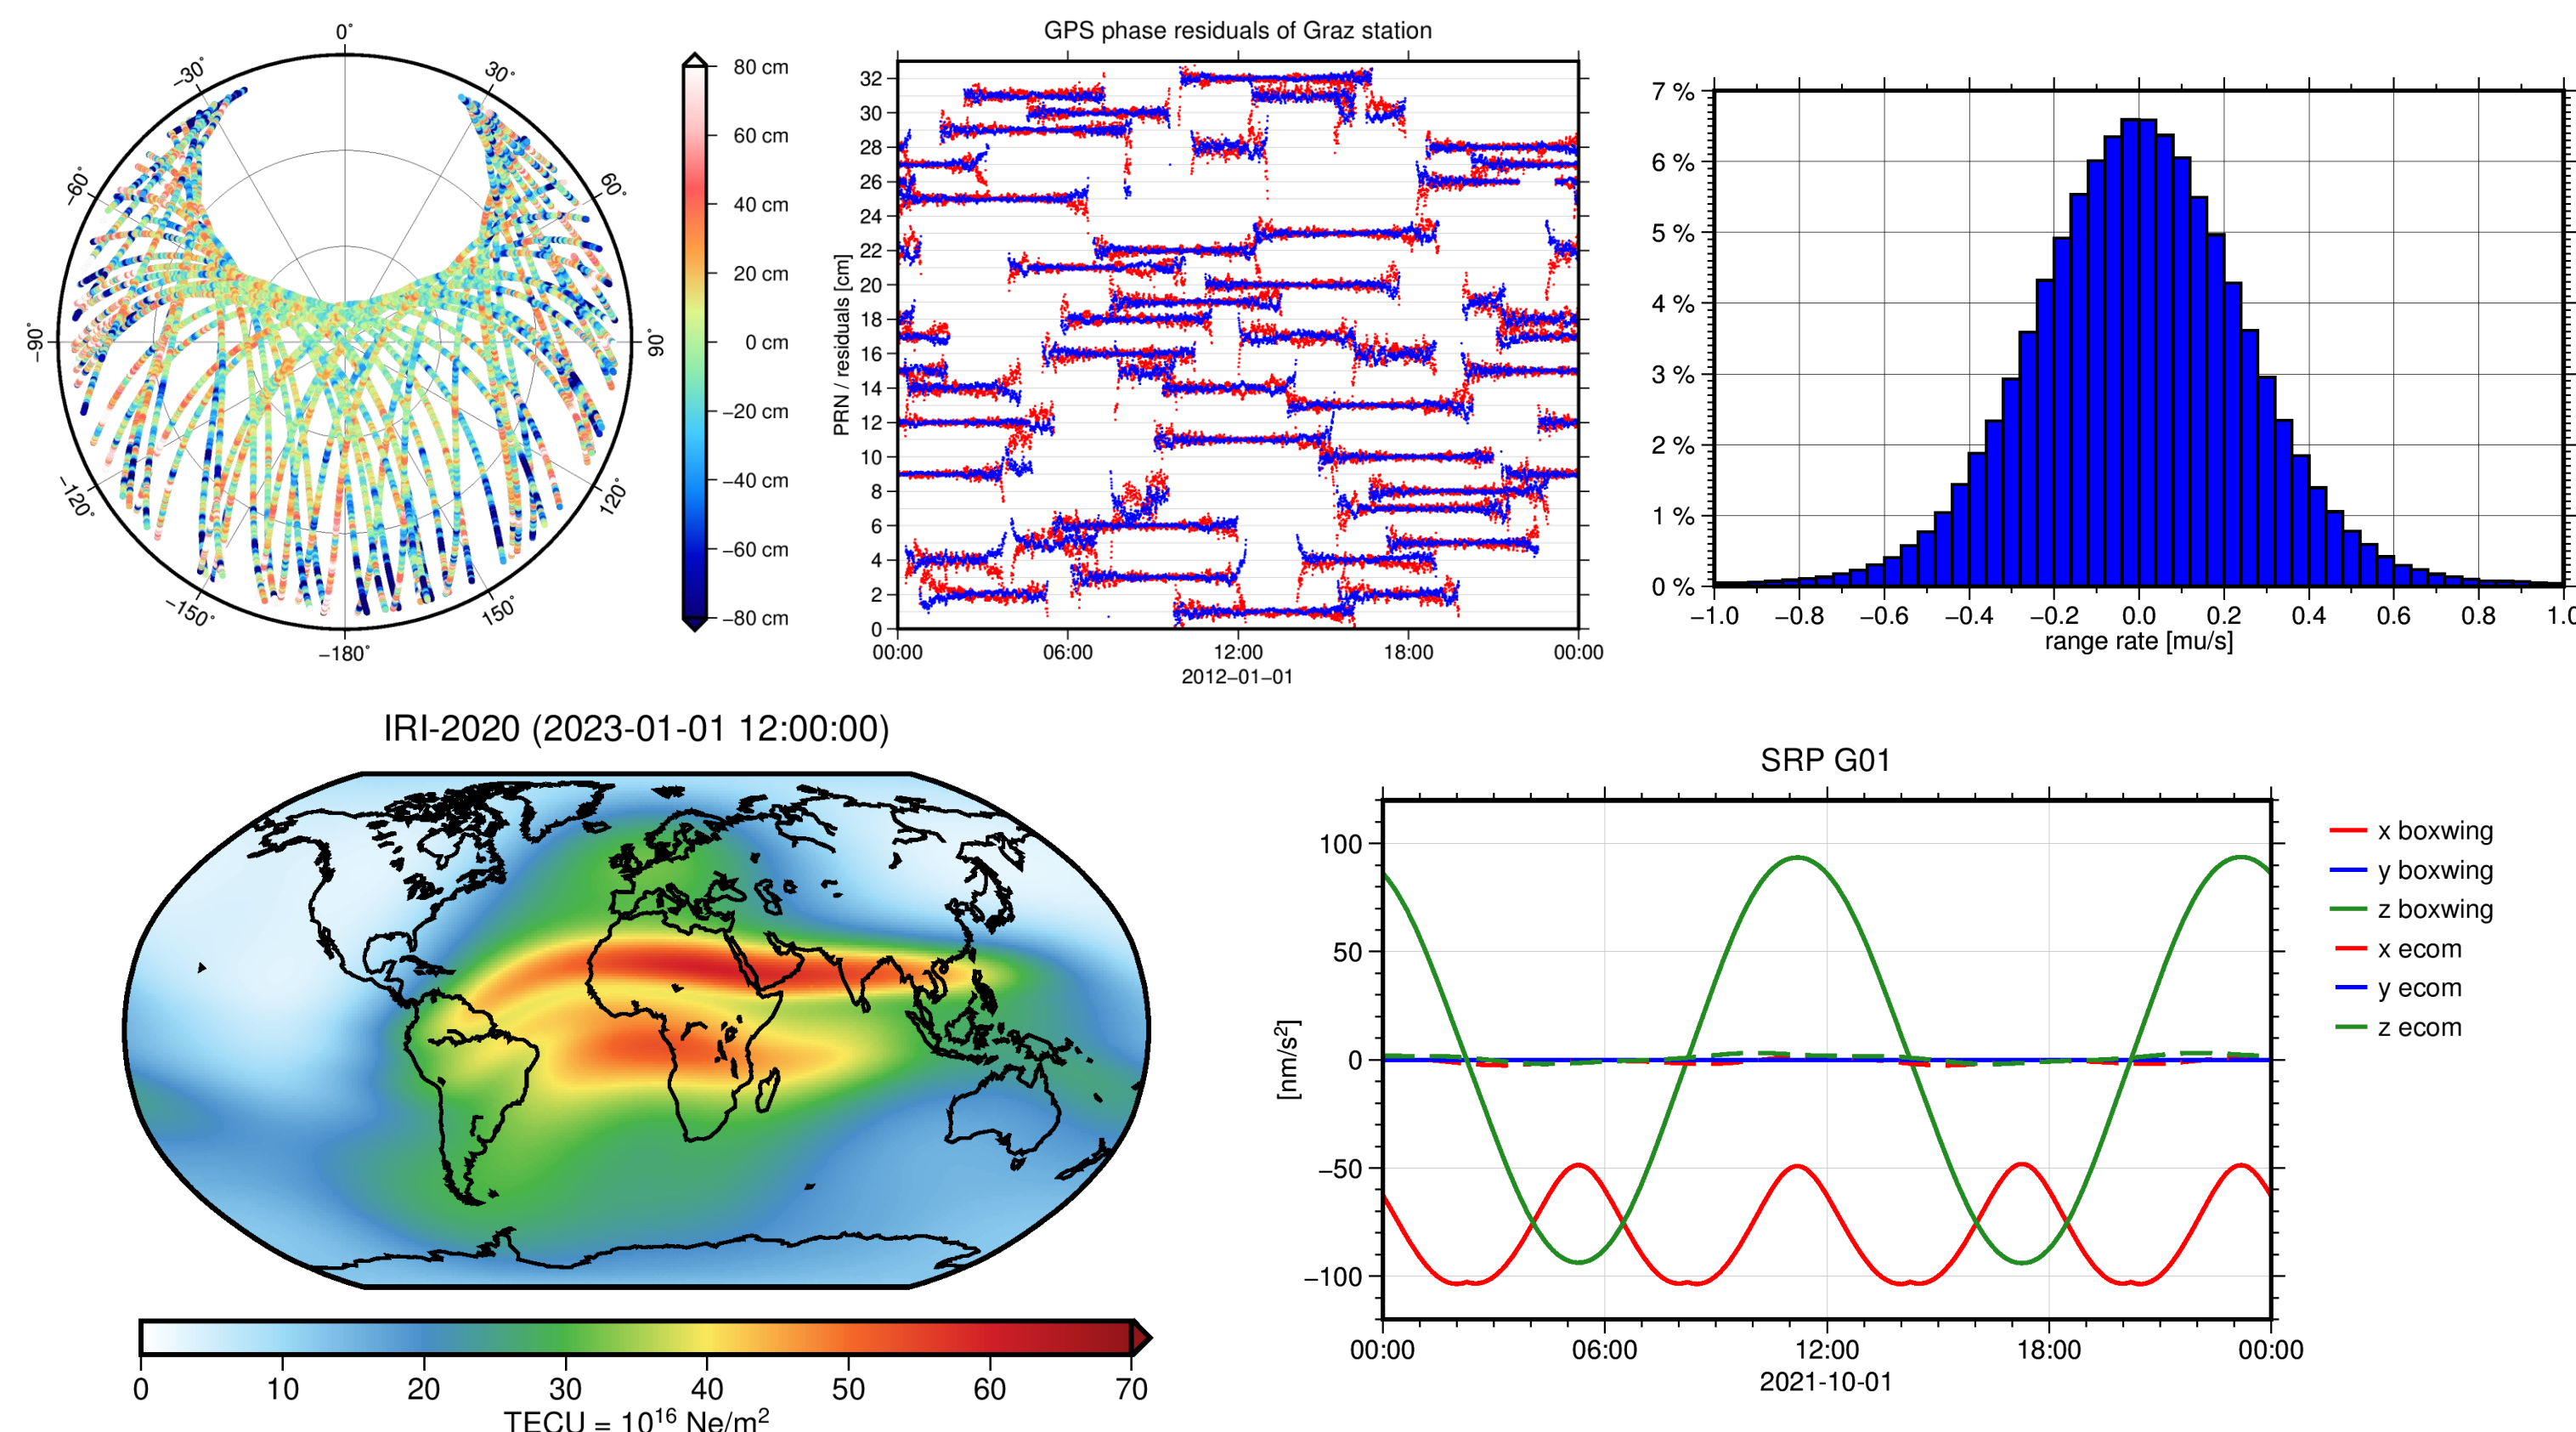 0°
30°
60°
90°
120°
150°
−180°
−150°
−120°
−90°
−60°
−30°
80 cm
60 cm
40 cm
20 cm
0 cm
−20 cm
−40 cm
−60 cm
−80 cm
GPS phase residuals of Graz station
PRN / residuals [cm]
32
30
28
26
24
22
20
18
16
14
12
10
8
6
4
2
0
00:00 06:00 12:00 18:00 00:00
2012−01−01
7 %
6 %
5 %
4 %
3 %
2 %
1 %
0 %
−1.0 −0.8 −0.6 −0.4 −0.2 0.0 0.2 0.4 0.6 0.8 1.0
range rate [mu/s]
IRI-2020 (2023-01-01 12:00:00)
0 10 20 30 40 50 60 70
TECU = 10¹⁶ Ne/m²
SRP G01
[nm/s²]
100
50
0
−50
−100
00:00 06:00 12:00 18:00 00:00
2021-10-01
x boxwing
y boxwing
z boxwing
x ecom
y ecom
z ecom